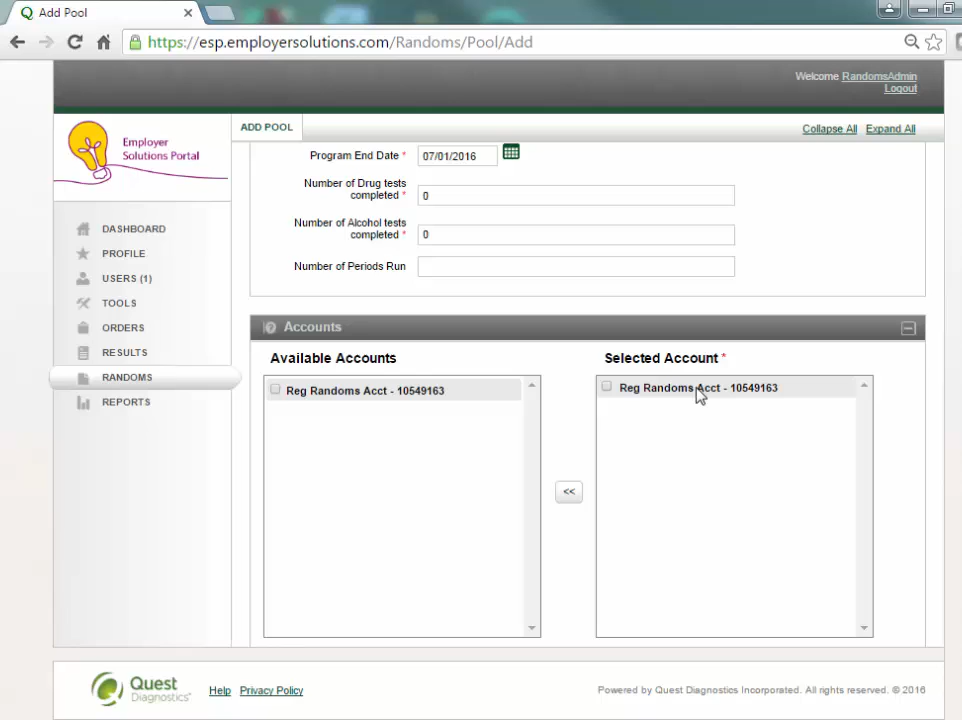 Add Pool
https://esp.employersolutions.com/Randoms/Pool/Add
Welcome RandomsAdmin
Logout
Employer
Solutions Portal
ADD POOL
Collapse All Expand All
Program End Date * 07/01/2016
Number of Drug tests
completed * 0
Number of Alcohol tests
completed * 0
Number of Periods Run
DASHBOARD
PROFILE
USERS (1)
TOOLS
ORDERS
RESULTS
RANDOMS
REPORTS
Accounts
Available Accounts
Reg Randoms Acct - 10549163
<<
Selected Account *
Reg Randoms Acct - 10549163
Quest
Diagnostics
Help Privacy Policy
Powered by Quest Diagnostics Incorporated. All rights reserved. © 2016